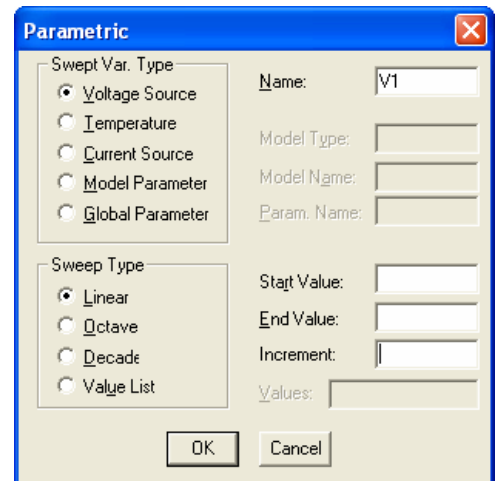 Parametric
Swept Var. Type
Voltage Source
Temperature
Current Source
Model Parameter
Global Parameter
Name: V1
Model Type:
Model Name:
Param. Name:
Sweep Type
Linear
Octave
Decade
Value List
Start Value:
End Value:
Increment:
Values:
OK
Cancel